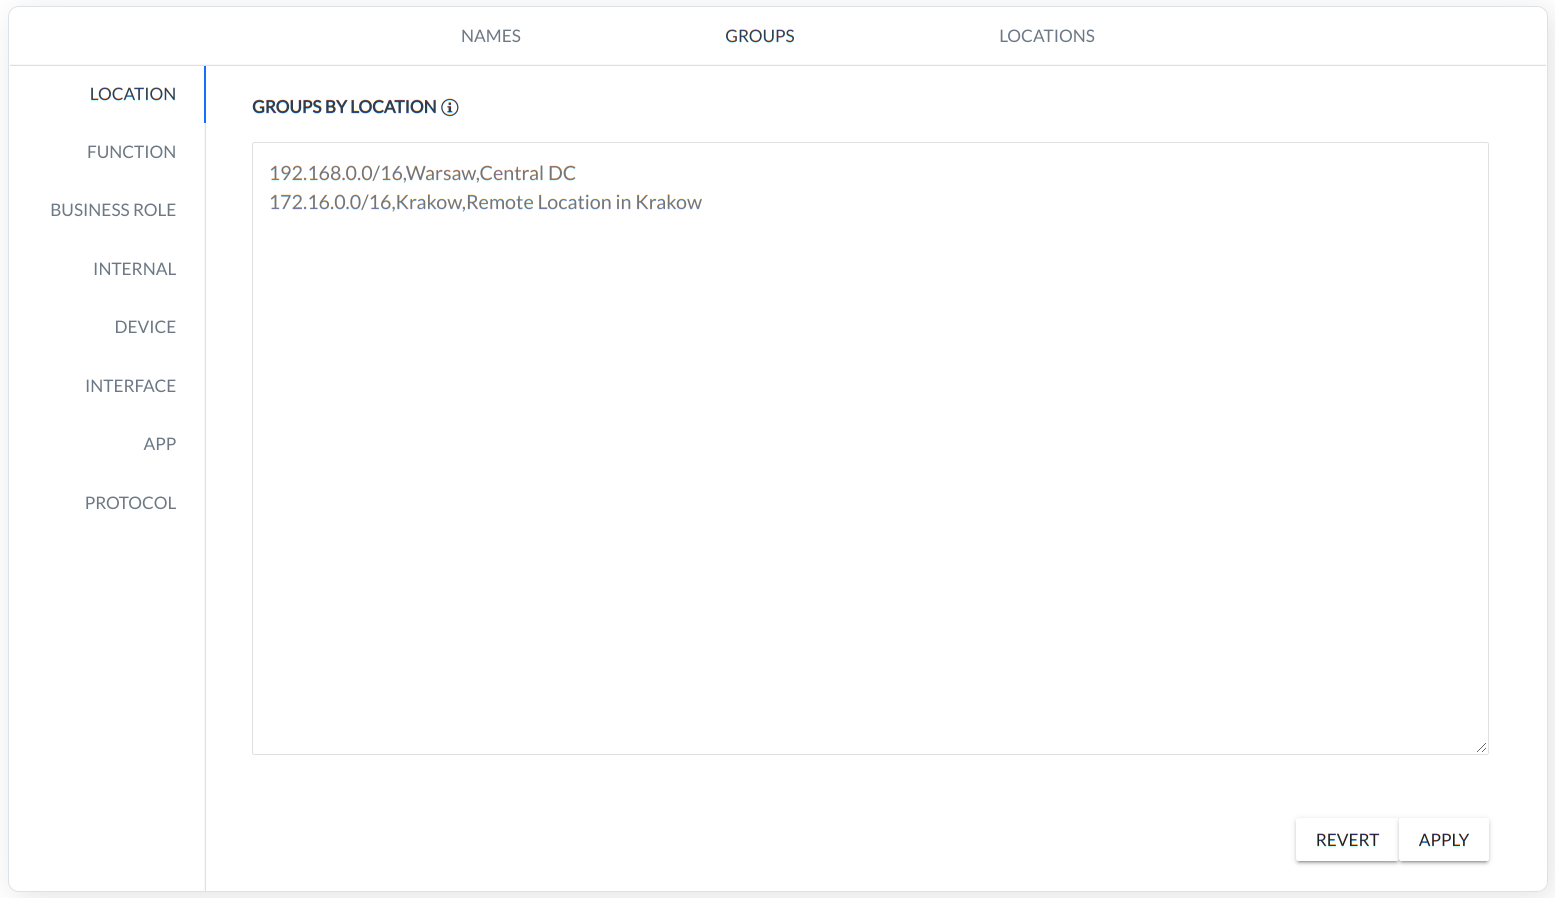 NAMES GROUPS LOCATIONS
LOCATION
FUNCTION
BUSINESS ROLE
INTERNAL
DEVICE
INTERFACE
APP
PROTOCOL
GROUPS BY LOCATION
192.168.0.0/16,Warsaw,Central DC
172.16.0.0/16,Krakow,Remote Location in Krakow
REVERT APPLY